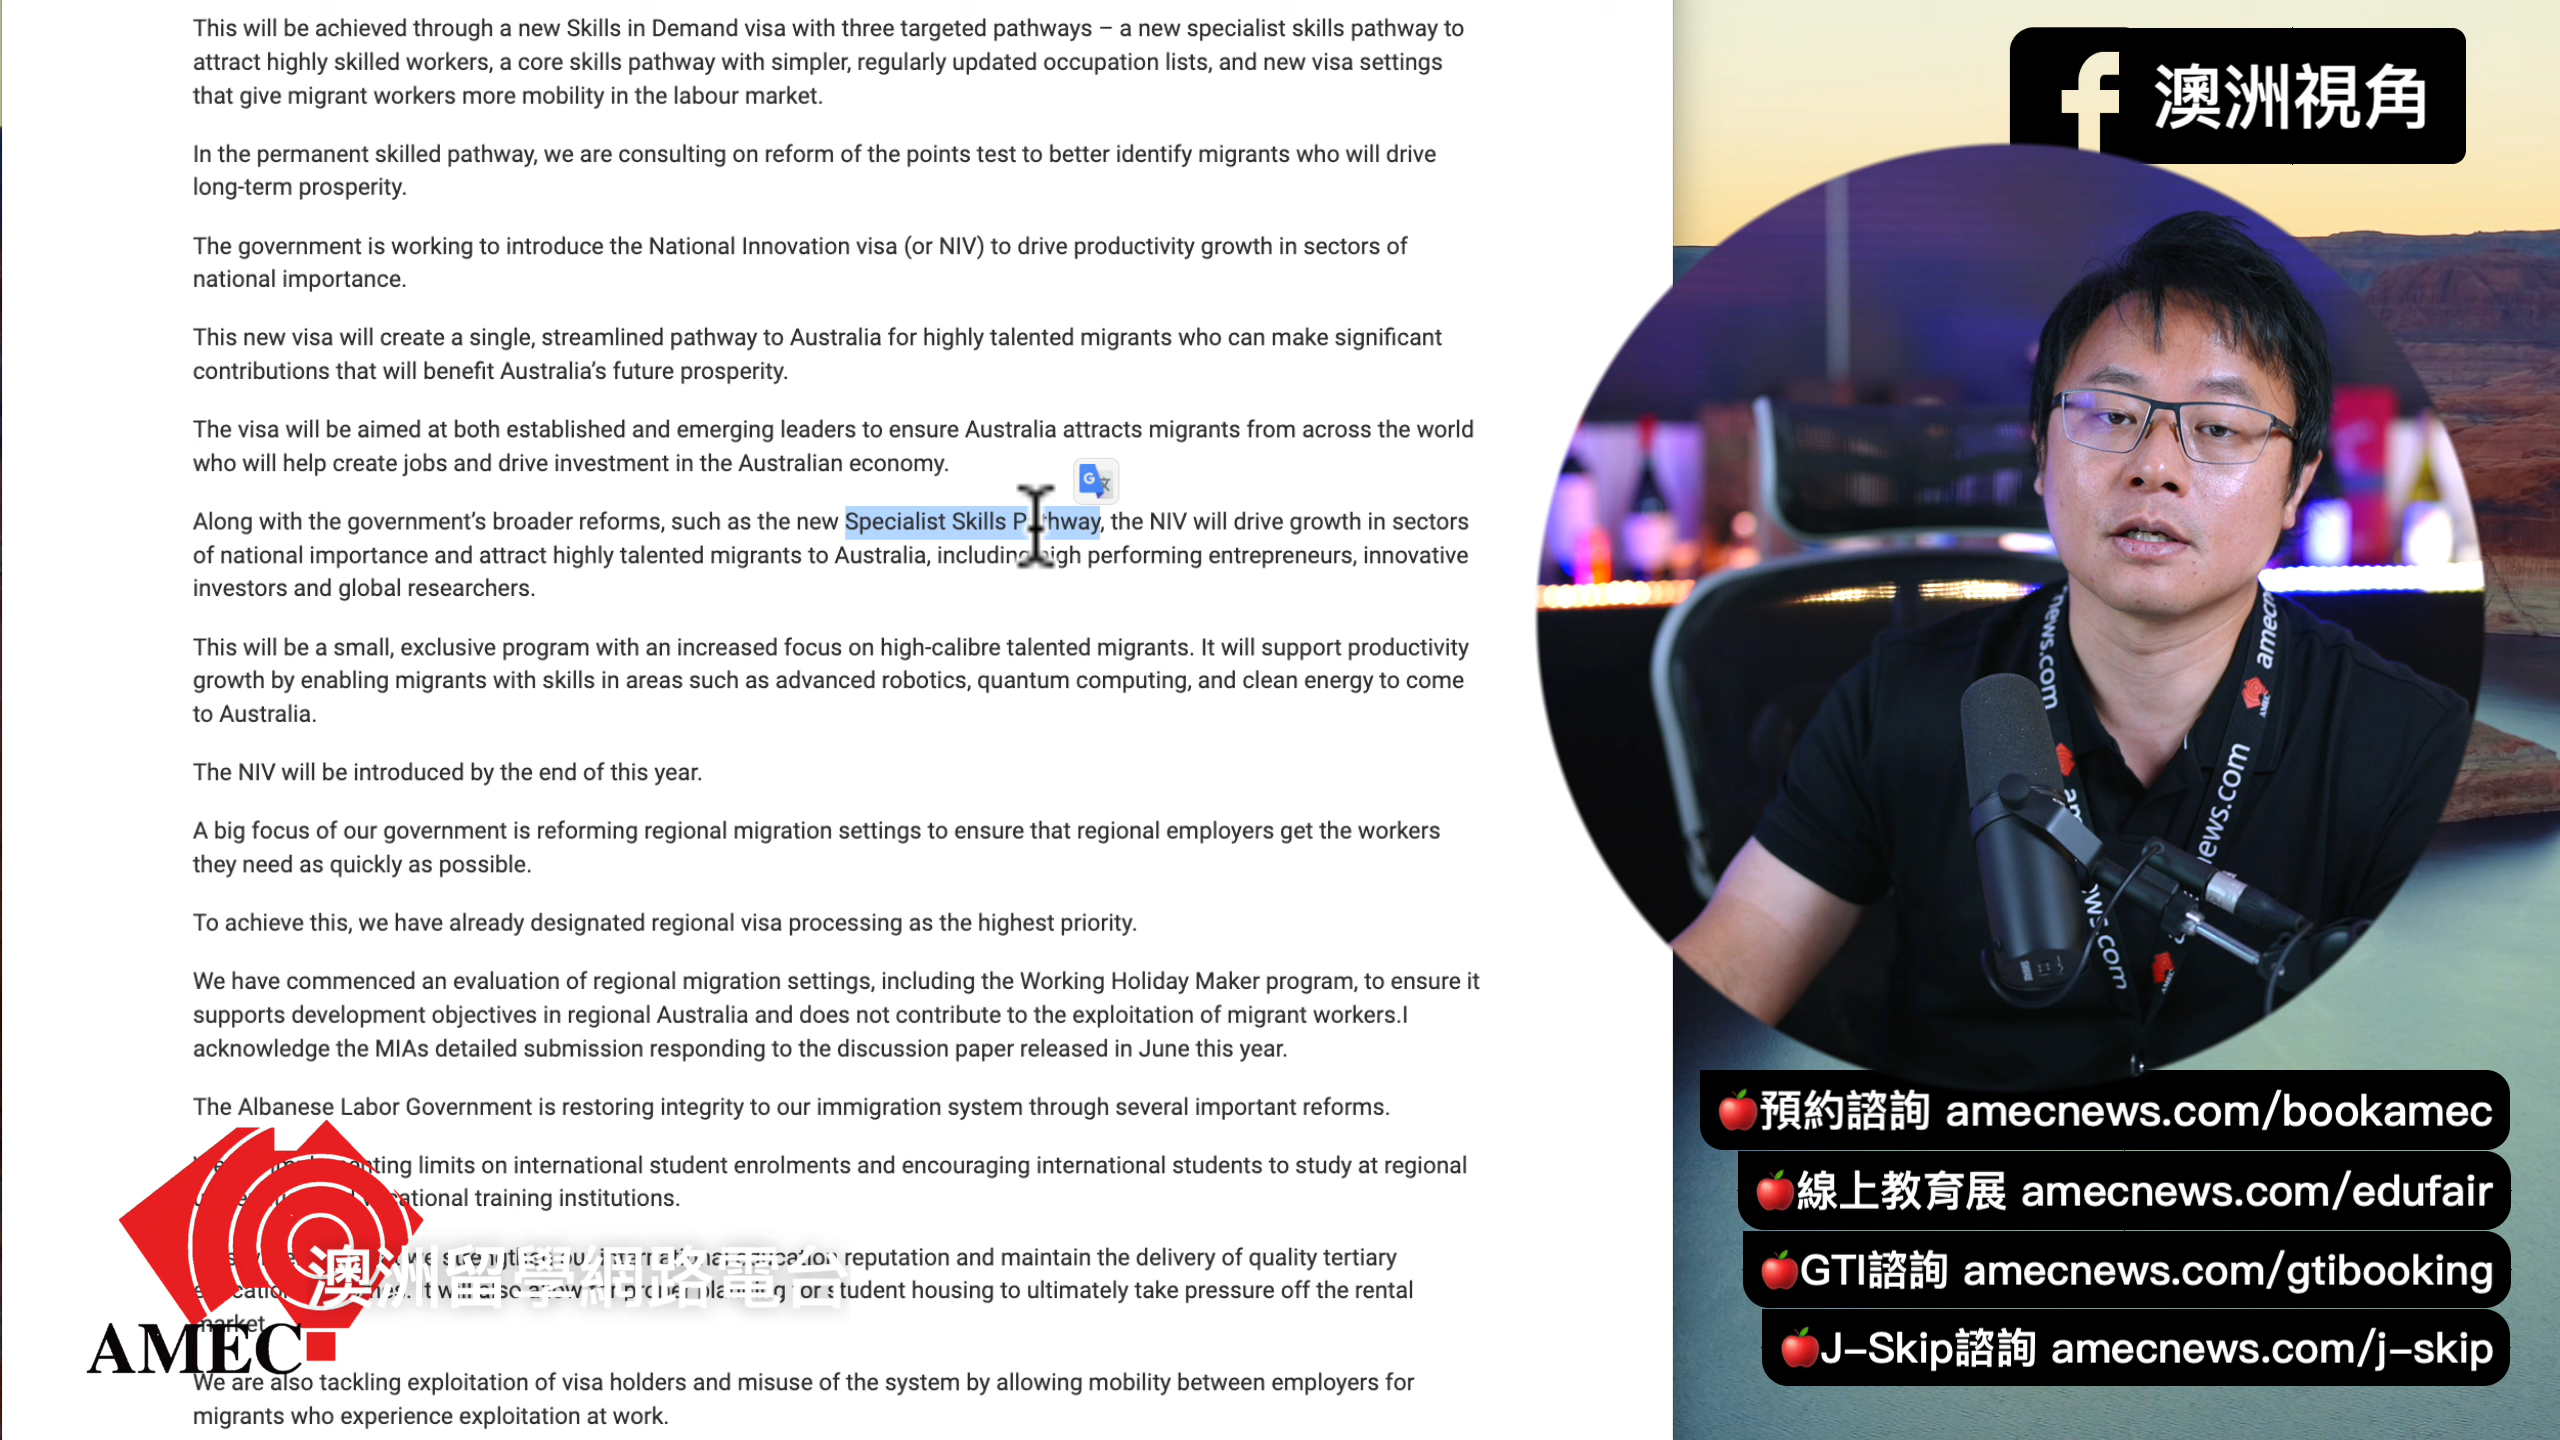 This will be achieved through a new Skills in Demand visa with three targeted pathways – a new specialist skills pathway to
attract highly skilled workers, a core skills pathway with simpler, regularly updated occupation lists, and new visa settings
that give migrant workers more mobility in the labour market.
In the permanent skilled pathway, we are consulting on reform of the points test to better identify migrants who will drive
long-term prosperity.
The government is working to introduce the National Innovation visa (or NIV) to drive productivity growth in sectors of
national importance.
This new visa will create a single, streamlined pathway to Australia for highly talented migrants who can make significant
contributions that will benefit Australia’s future prosperity.
The visa will be aimed at both established and emerging leaders to ensure Australia attracts migrants from across the world
who will help create jobs and drive investment in the Australian economy.
Along with the government’s broader reforms, such as the new Specialist Skills Pathway, the NIV will drive growth in sectors
of national importance and attract highly talented migrants to Australia, including high performing entrepreneurs, innovative
investors and global researchers.
This will be a small, exclusive program with an increased focus on high-calibre talented migrants. It will support productivity
growth by enabling migrants with skills in areas such as advanced robotics, quantum computing, and clean energy to come
to Australia.
The NIV will be introduced by the end of this year.
A big focus of our government is reforming regional migration settings to ensure that regional employers get the workers
they need as quickly as possible.
To achieve this, we have already designated regional visa processing as the highest priority.
We have commenced an evaluation of regional migration settings, including the Working Holiday Maker program, to ensure it
supports development objectives in regional Australia and does not contribute to the exploitation of migrant workers.I
acknowledge the MIAs detailed submission responding to the discussion paper released in June this year.
The Albanese Labor Government is restoring integrity to our immigration system through several important reforms.
limits on international student enrolments and encouraging international students to study at regional
training institutions.
reputation and maintain the delivery of quality tertiary
student housing to ultimately take pressure off the rental
market
We are also tackling exploitation of visa holders and misuse of the system by allowing mobility between employers for
migrants who experience exploitation at work.
澳洲留學網路電台
AMEC
f 澳洲視角
news.com
amecn
AMEC
news.com
🍎預約諮詢 amecnews.com/bookamec
🍎線上教育展 amecnews.com/edufair
🍎GTI諮詢 amecnews.com/gtibooking
🍎J-Skip諮詢 amecnews.com/j-skip